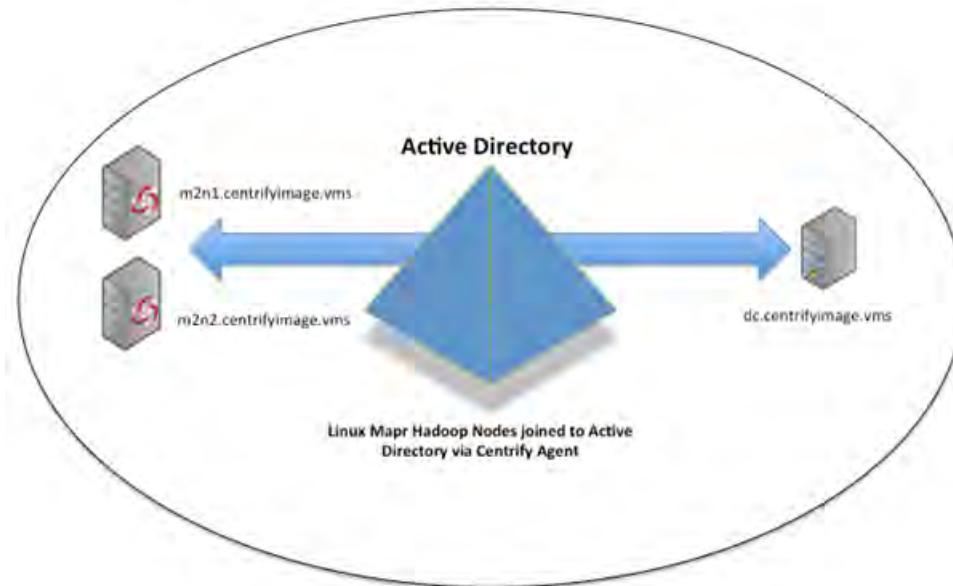 Active Directory
m2n1.centrifyimage.vms
m2n2.centrifyimage.vms
dc.centrifyimage.vms
Linux Mapr Hadoop Nodes joined to Active
Directory via Centrify Agent